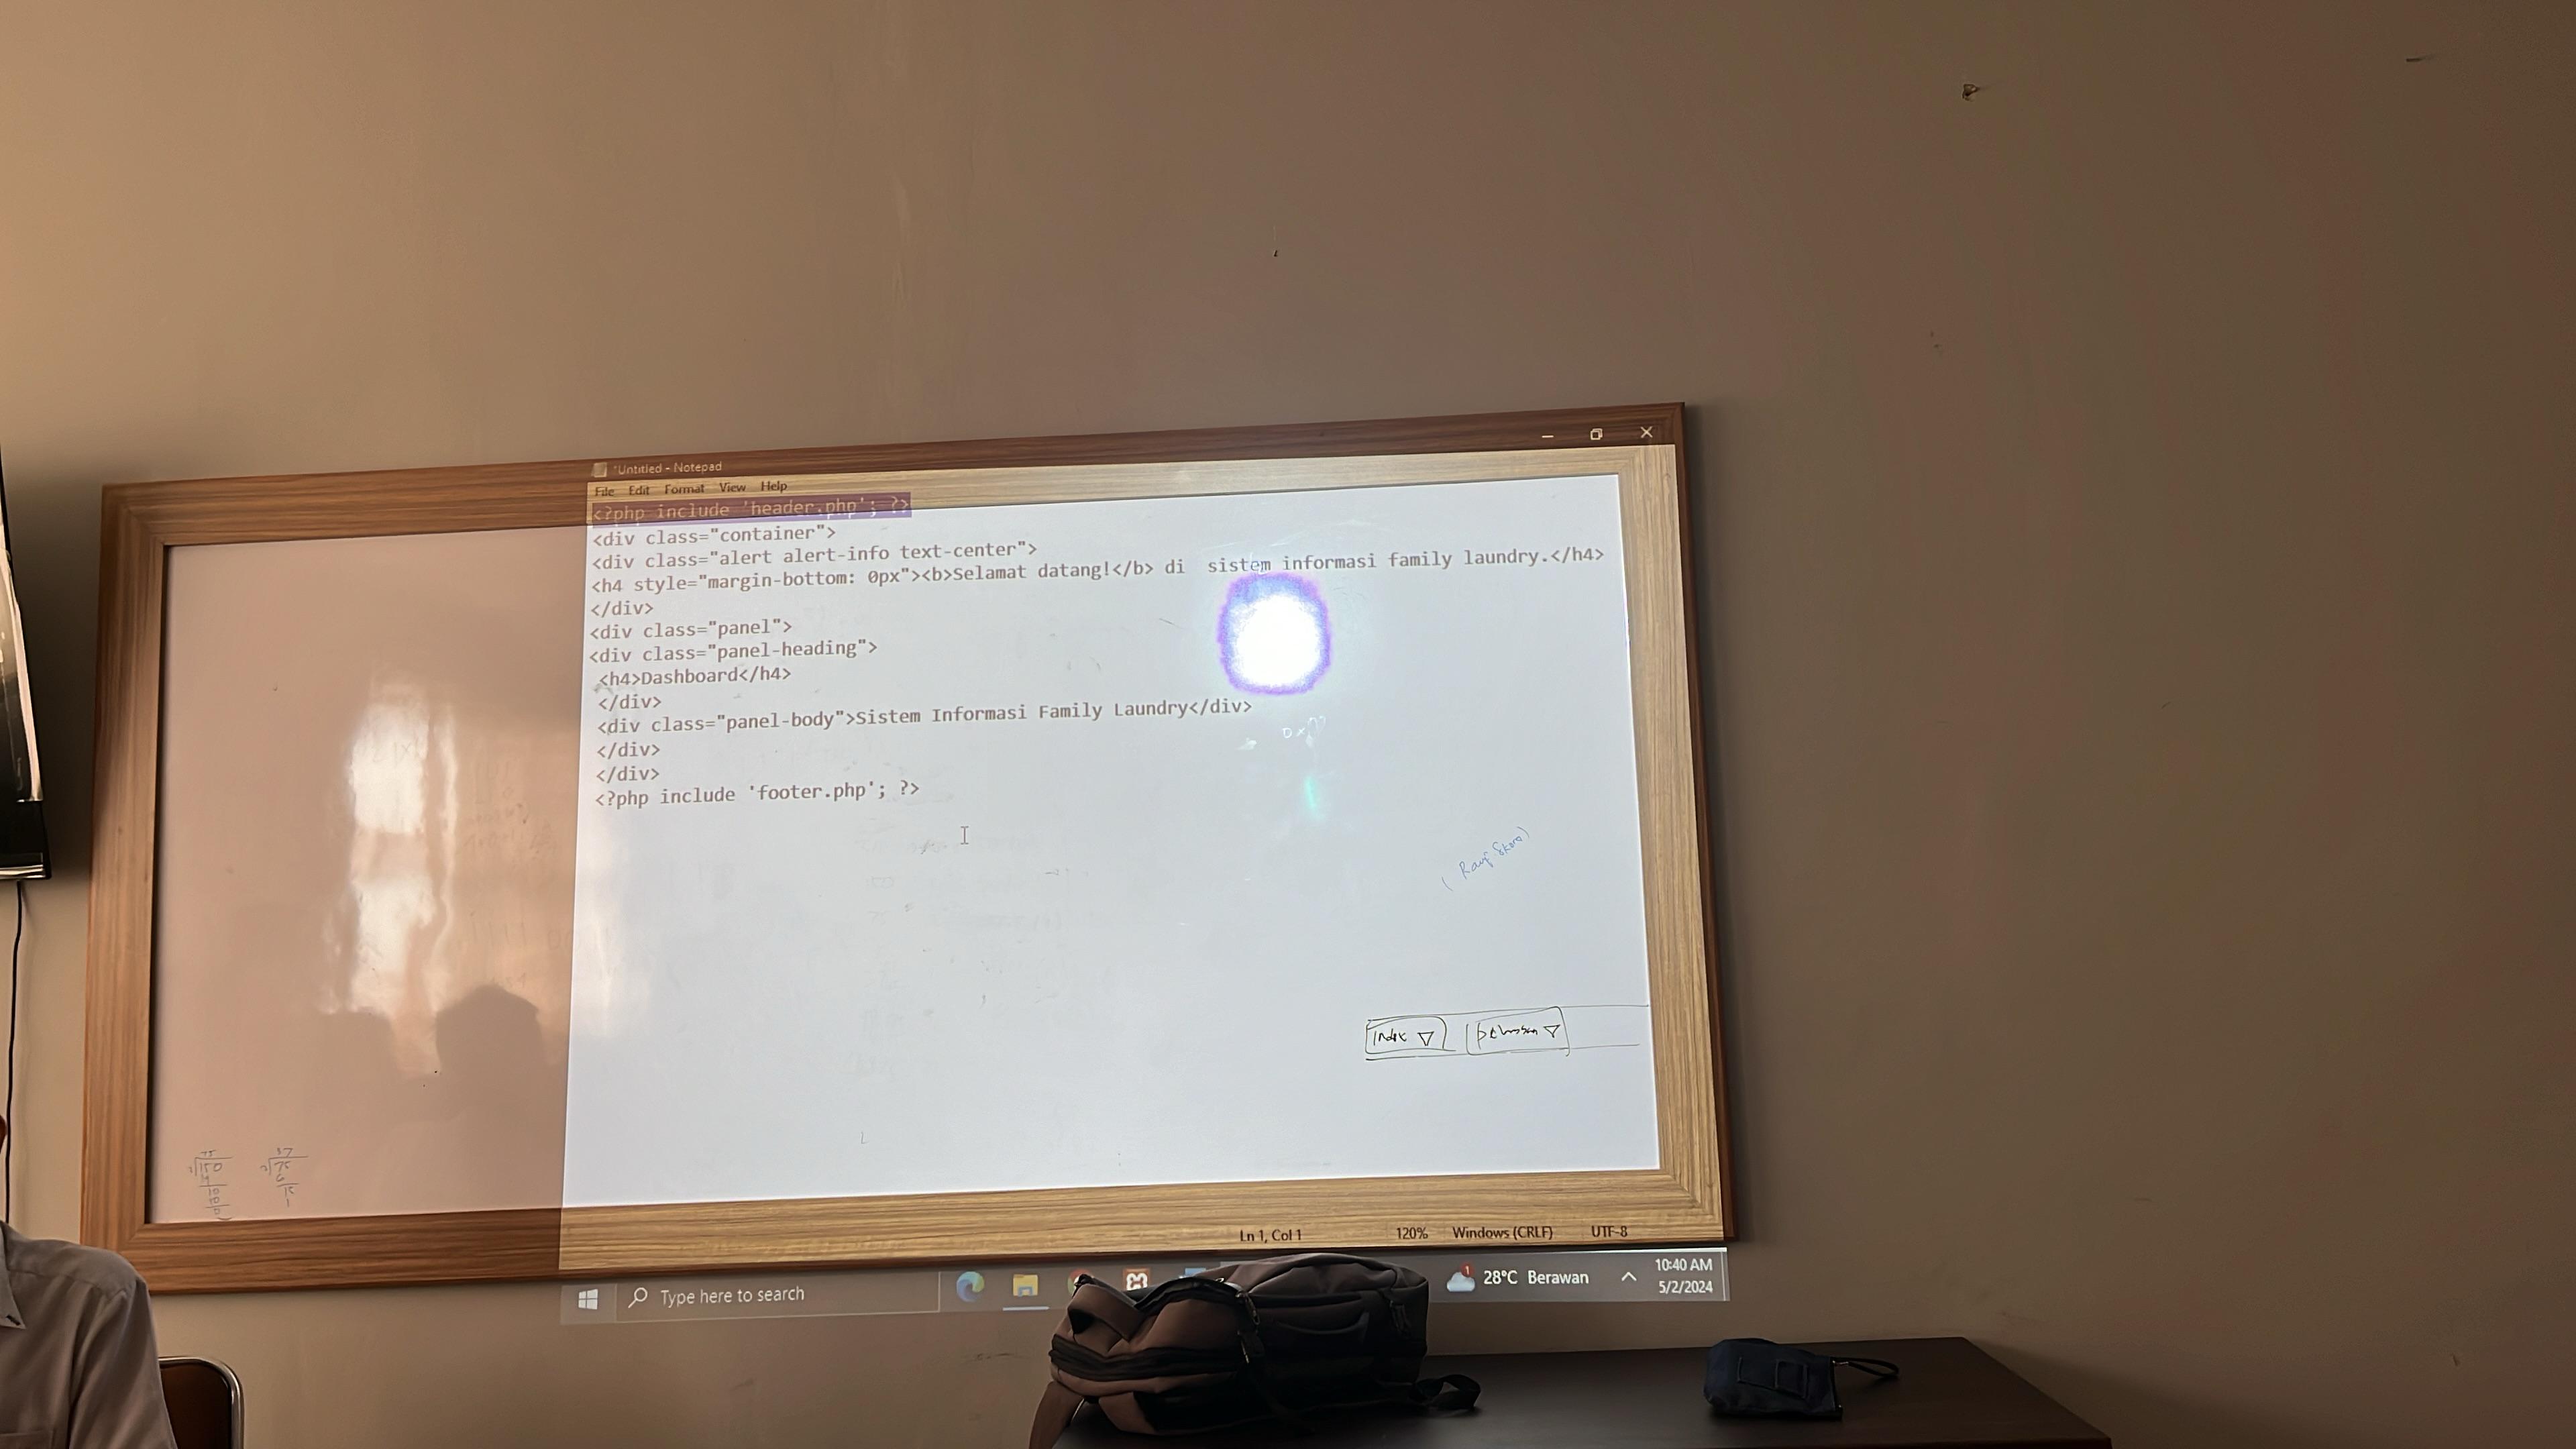 *Untitled - Notepad
File Edit Format View Help
<?php include 'header.php'; ?>
<div class="container">
<div class="alert alert-info text-center">
<h4 style="margin-bottom: 0px"><b>Selamat datang!</b> di  sistem informasi family laundry.</h4>
</div>
<div class="panel">
<div class="panel-heading">
<h4>Dashboard</h4>
</div>
<div class="panel-body">Sistem Informasi Family Laundry</div>
</div>
</div>
<?php include 'footer.php'; ?>
Index
150
75
Ln 1, Col 1 120% Windows (CRLF) UTF-8
Type here to search
28°C Berawan
10:40 AM
5/2/2024